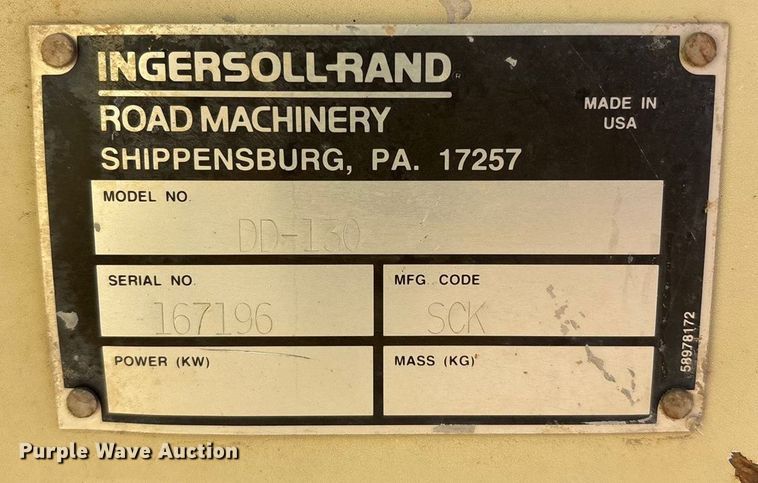 INGERSOLL-RAND
ROAD MACHINERY
SHIPPENSBURG, PA. 17257
MADE IN
USA
MODEL NO.
DD-130
SERIAL NO.
167196
MFG. CODE
SCK
POWER (KW)
MASS (KG)
58978172
Purple Wave Auction